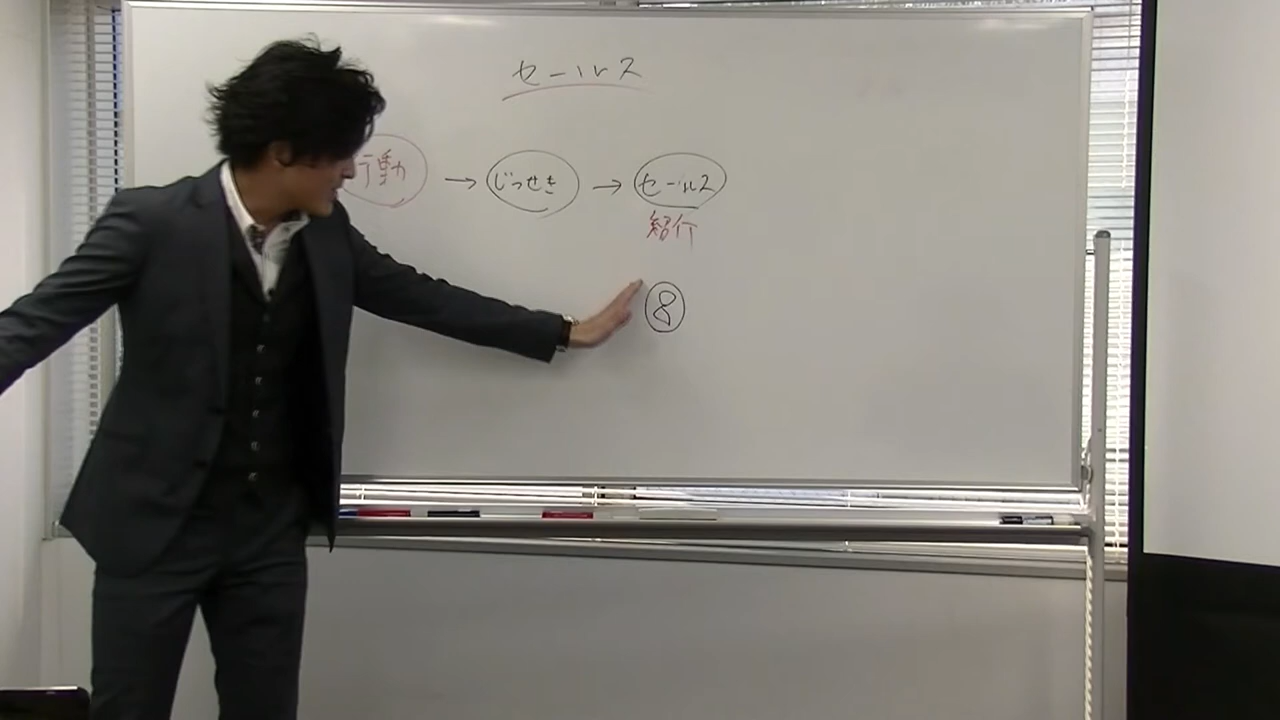 セールス
行動 → じっせき → セールス
紹介
⑧